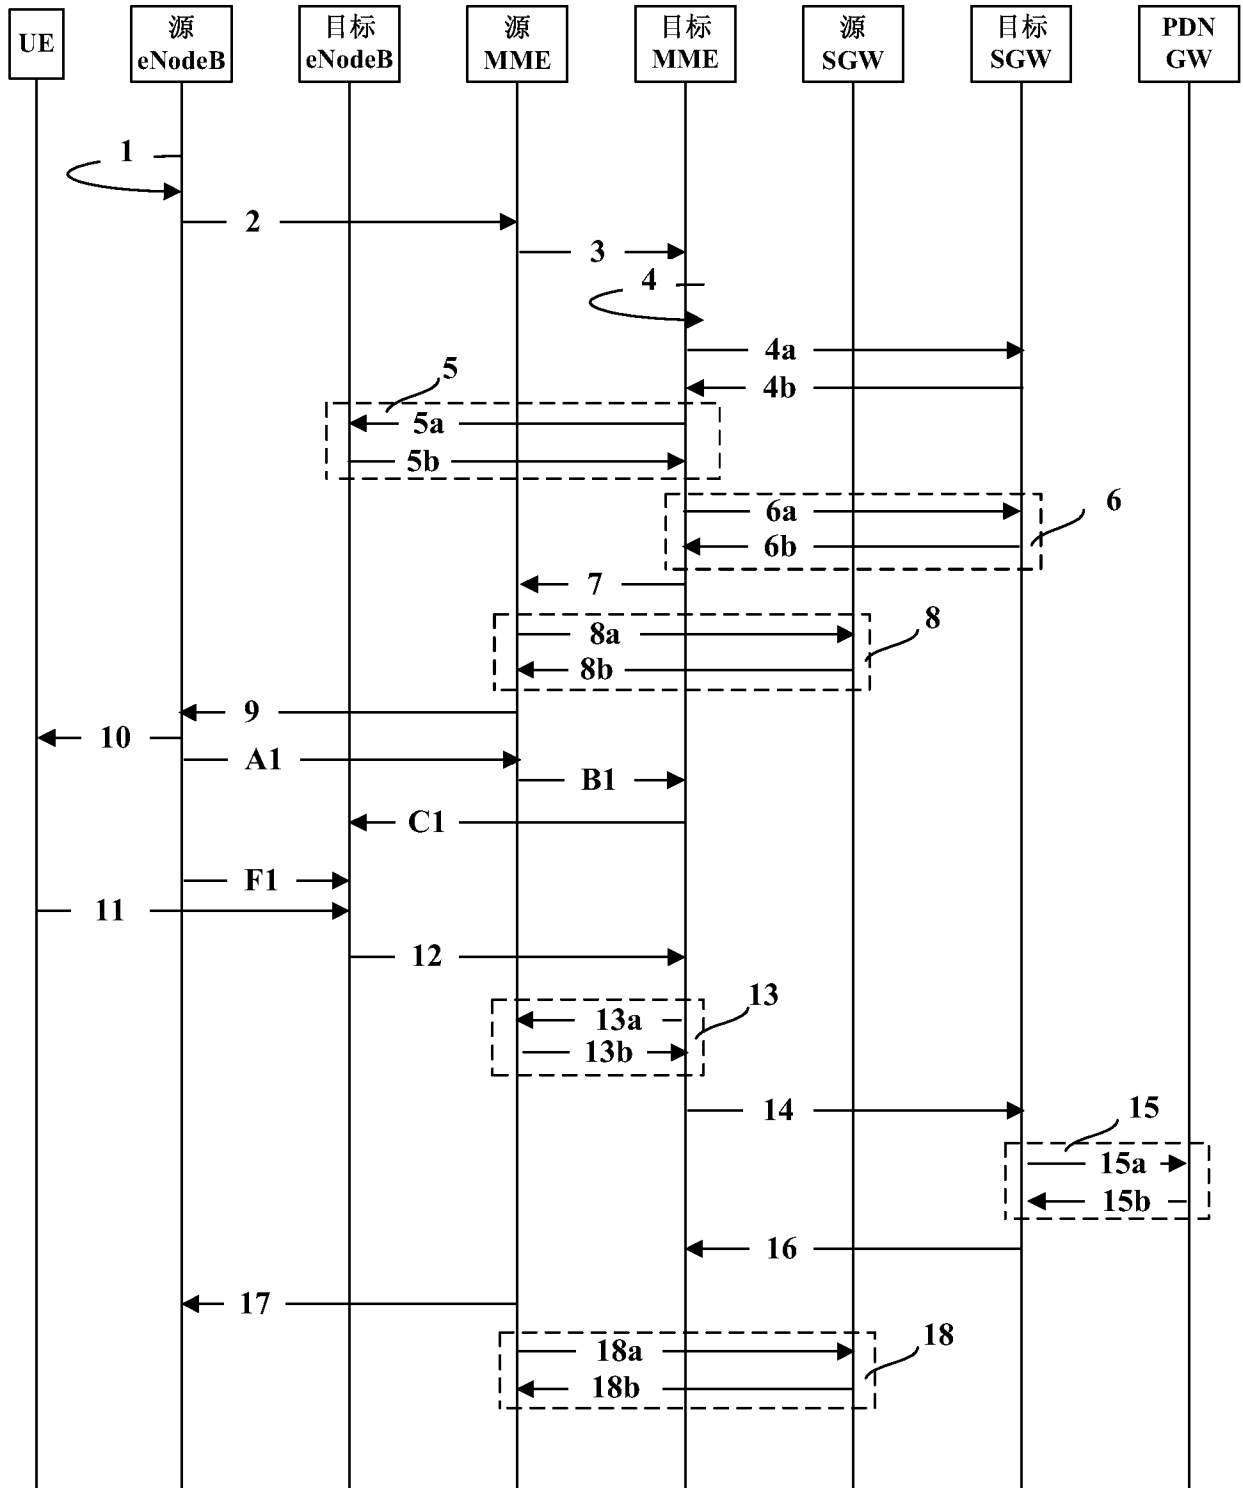 UE
源
eNodeB
目标
eNodeB
源
MME
目标
MME
源
SGW
目标
SGW
PDN
GW
1
2
3
4
4a
4b
5
5a
5b
6
6a
6b
7
8
8a
8b
9
10
A1
B1
C1
F1
11
12
13
13a
13b
14
15
15a
15b
16
17
18
18a
18b